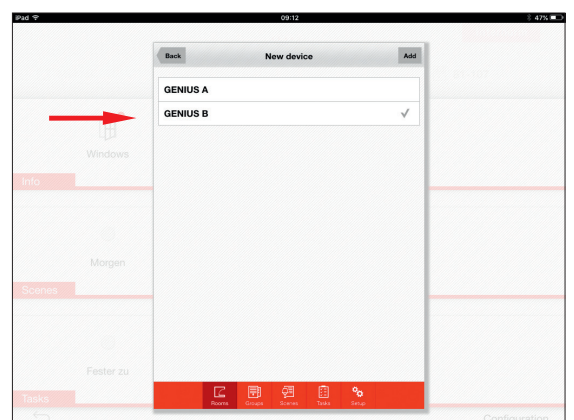 iPad 09:12 47%
Back New device Add
GENIUS A
GENIUS B
Windows
Info
Morgen
Scenes
Fester zu
Tasks
Rooms Groups Scenes Tasks Setup
Configuration